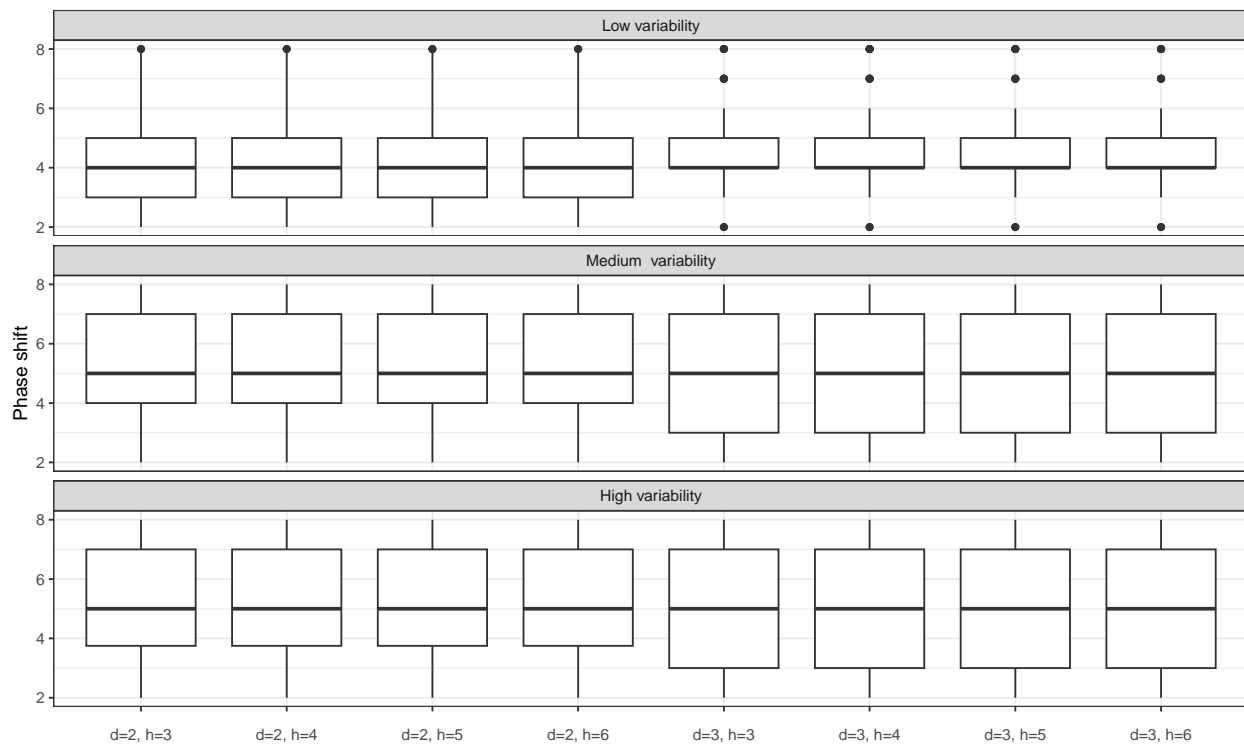 Low variability
8
6
4
2
Medium  variability
8
6
4
2
Phase shift
High variability
8
6
4
2
d=2, h=3 d=2, h=4 d=2, h=5 d=2, h=6 d=3, h=3 d=3, h=4 d=3, h=5 d=3, h=6